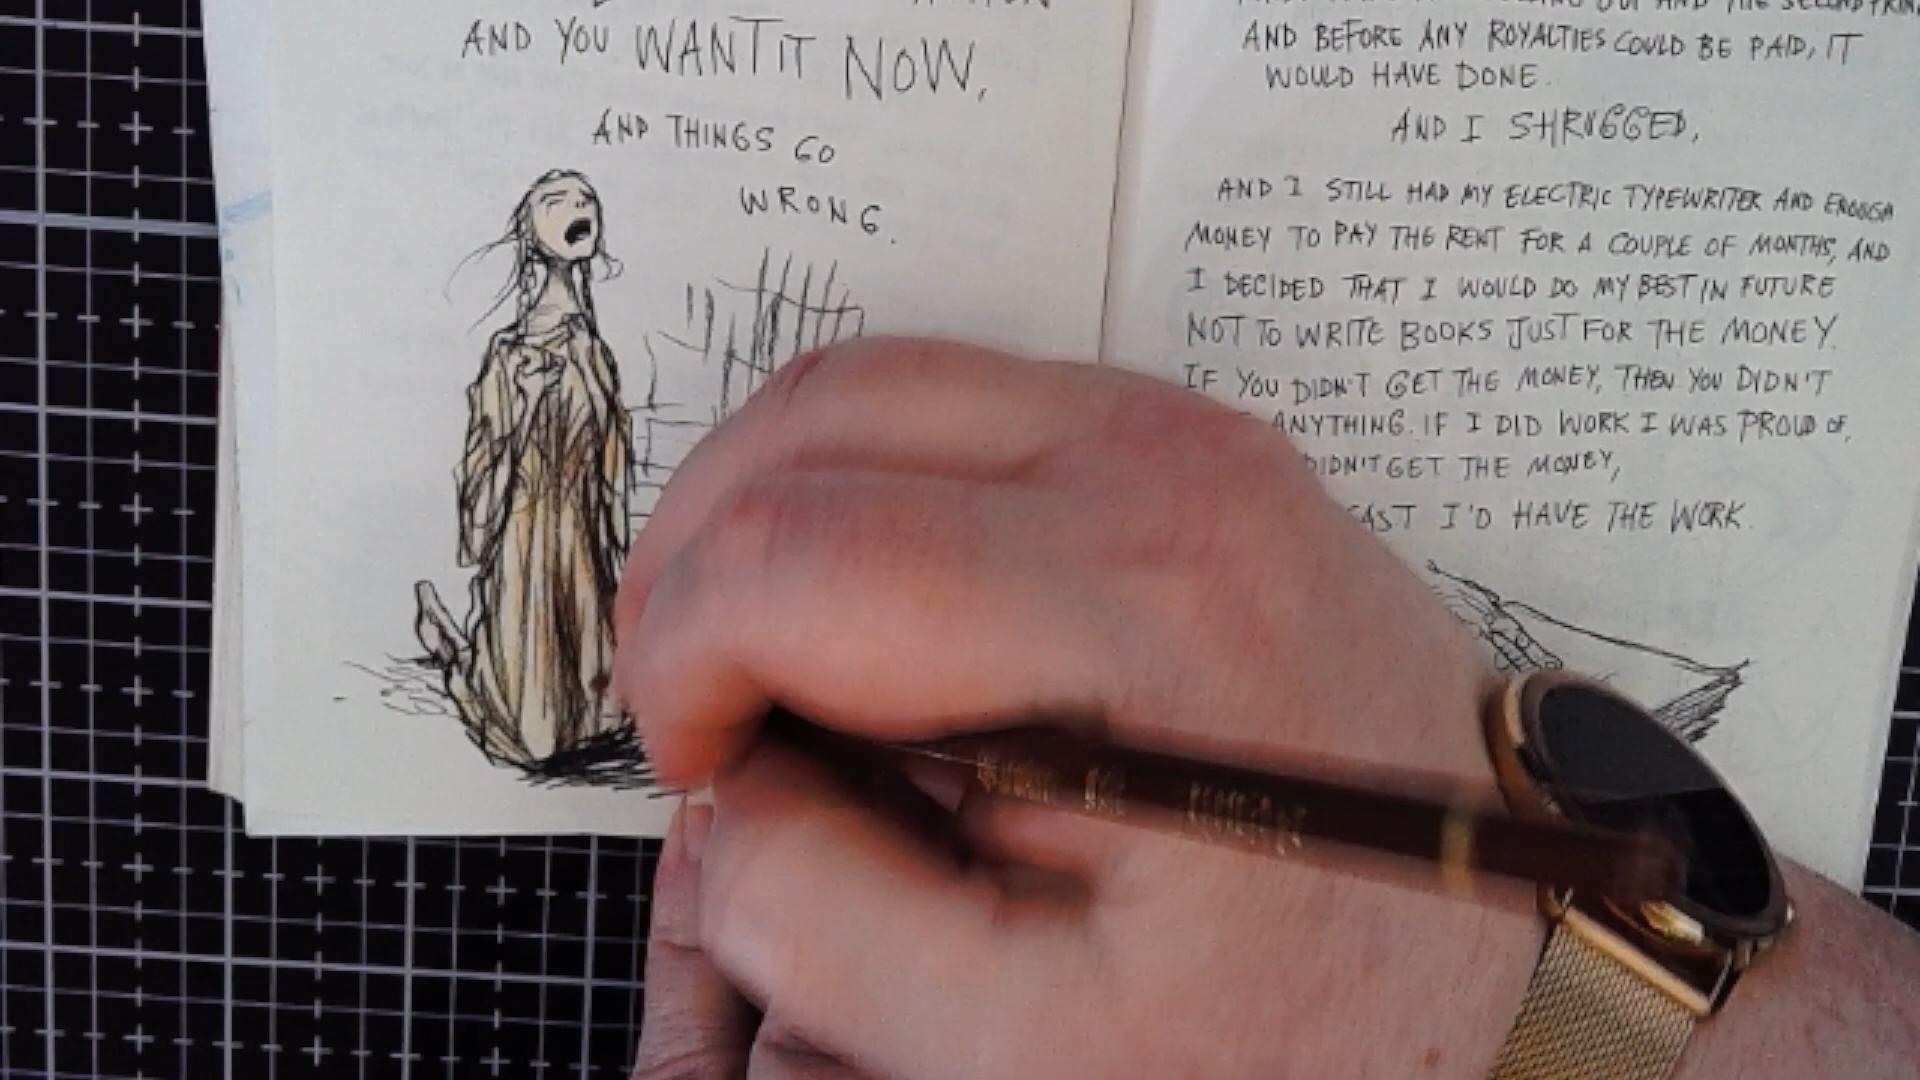 AND YOU WANT IT NOW,
AND THINGS GO
WRONG.
OUT AND THE SECOND
AND BEFORE ANY ROYALTIES COULD BE PAID, IT
WOULD HAVE DONE.
AND I SHRUGGED,
AND I STILL HAD MY ELECTRIC TYPEWRITER AND ENOUGH
MONEY TO PAY THE RENT FOR A COUPLE OF MONTHS, AND
I DECIDED THAT I WOULD DO MY BEST IN FUTURE
NOT TO WRITE BOOKS JUST FOR THE MONEY.
IF YOU DIDN'T GET THE MONEY, THEN YOU DIDN'T
ANYTHING. IF I DID WORK I WAS PROUD OF,
DIDN'T GET THE MONEY,
I'D HAVE THE WORK.